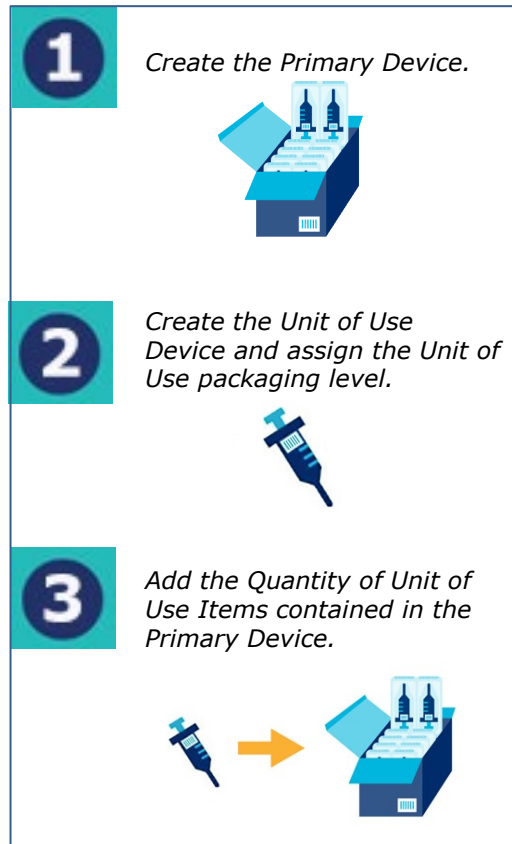 1
Create the Primary Device.
2
Create the Unit of Use
Device and assign the Unit of
Use packaging level.
3
Add the Quantity of Unit of
Use Items contained in the
Primary Device.